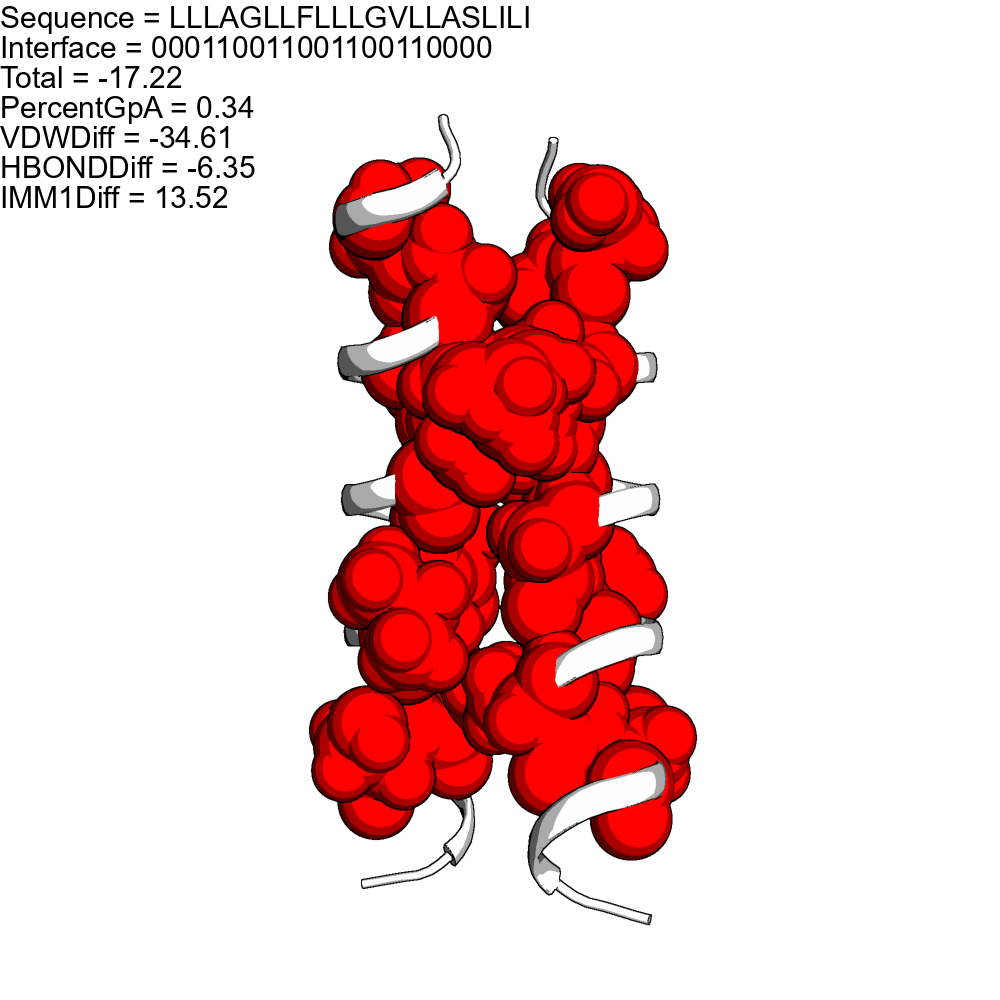 Sequence = LLLAGLLFLLLGVLLASLILI
Interface = 000110011001100110000
Total = -17.22
PercentGpA = 0.34
VDWDiff = -34.61
HBONDDiff = -6.35
IMM1Diff = 13.52